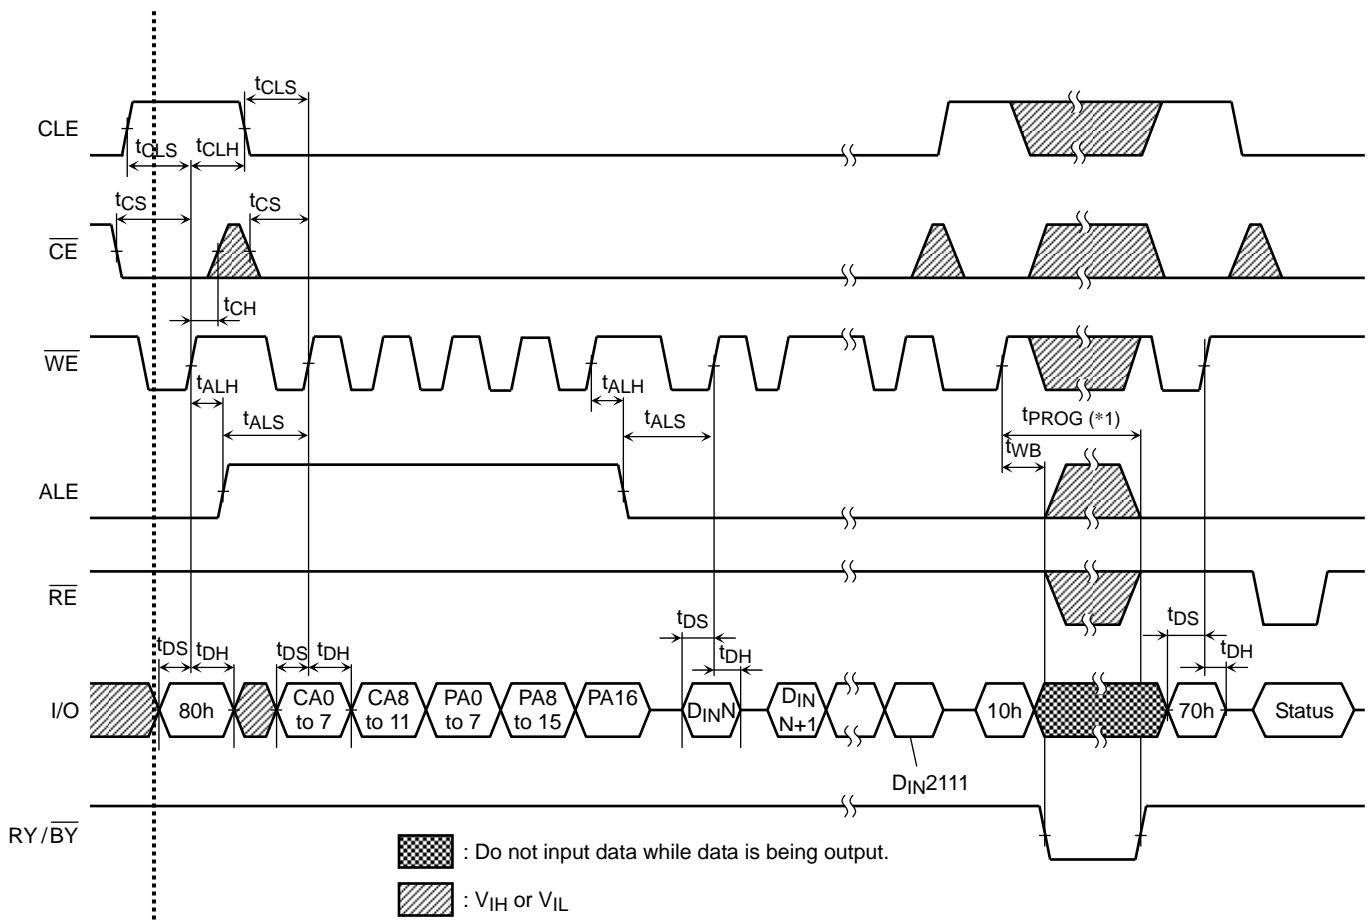 tCLS
CLE
tCLS tCLH
tCS tCS
CE
tCH
WE
tALH tALH
tALS tALS
tPROG (*1)
tWB
ALE
RE
tDS tDH tDS tDH tDS tDH tDS tDH
I/O
80h
CA0 to 7
CA8 to 11
PA0 to 7
PA8 to 15
PA16
DINN
DIN N+1
10h
70h
Status
DIN2111
RY/BY
: Do not input data while data is being output.
: VIH or VIL